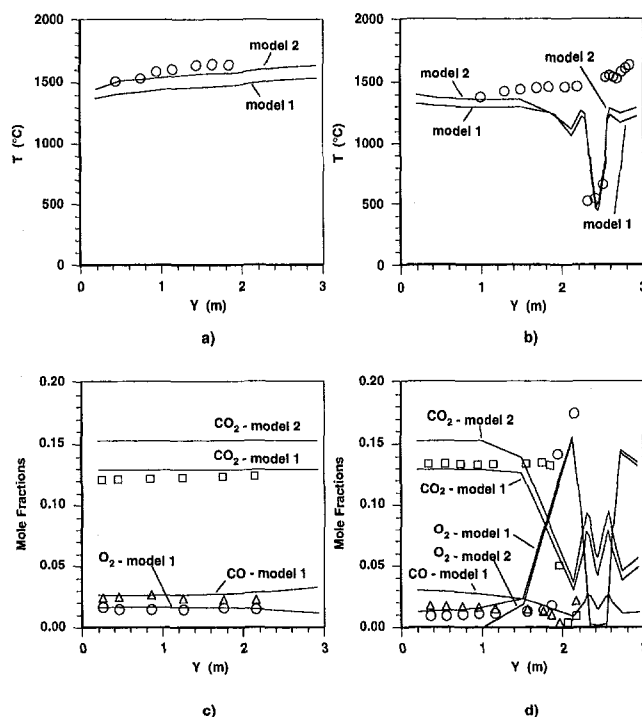 2000
1500
1000
500
0
T (°C)
model 2
model 1
0
1
2
3
Y (m)
a)
2000
1500
1000
500
0
T (°C)
model 2
model 1
model 2
model 1
0
1
2
3
Y (m)
b)
0.20
0.15
0.10
0.05
0.00
Mole Fractions
CO₂ - model 2
CO₂ - model 1
O₂ - model 1
CO - model 1
0
1
2
3
Y (m)
c)
0.20
0.15
0.10
0.05
0.00
Mole Fractions
CO₂ - model 2
CO₂ - model 1
O₂ - model 1
O₂ - model 2
CO - model 1
0
1
2
3
Y (m)
d)